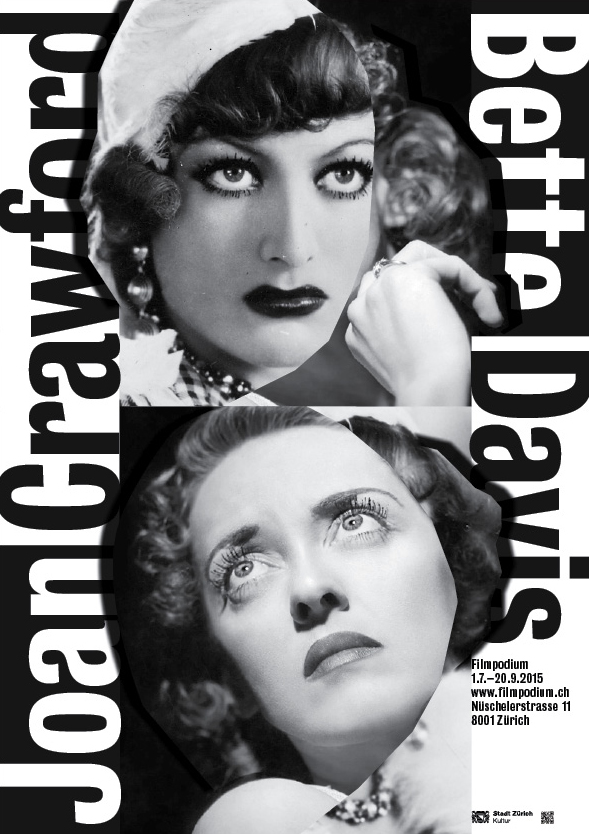 Joan Crawford
Bette Davis
Filmpodium
1.7.–20.9.2015
www.filmpodium.ch
Nüschelerstrasse 11
8001 Zürich
Stadt Zürich
Kultur